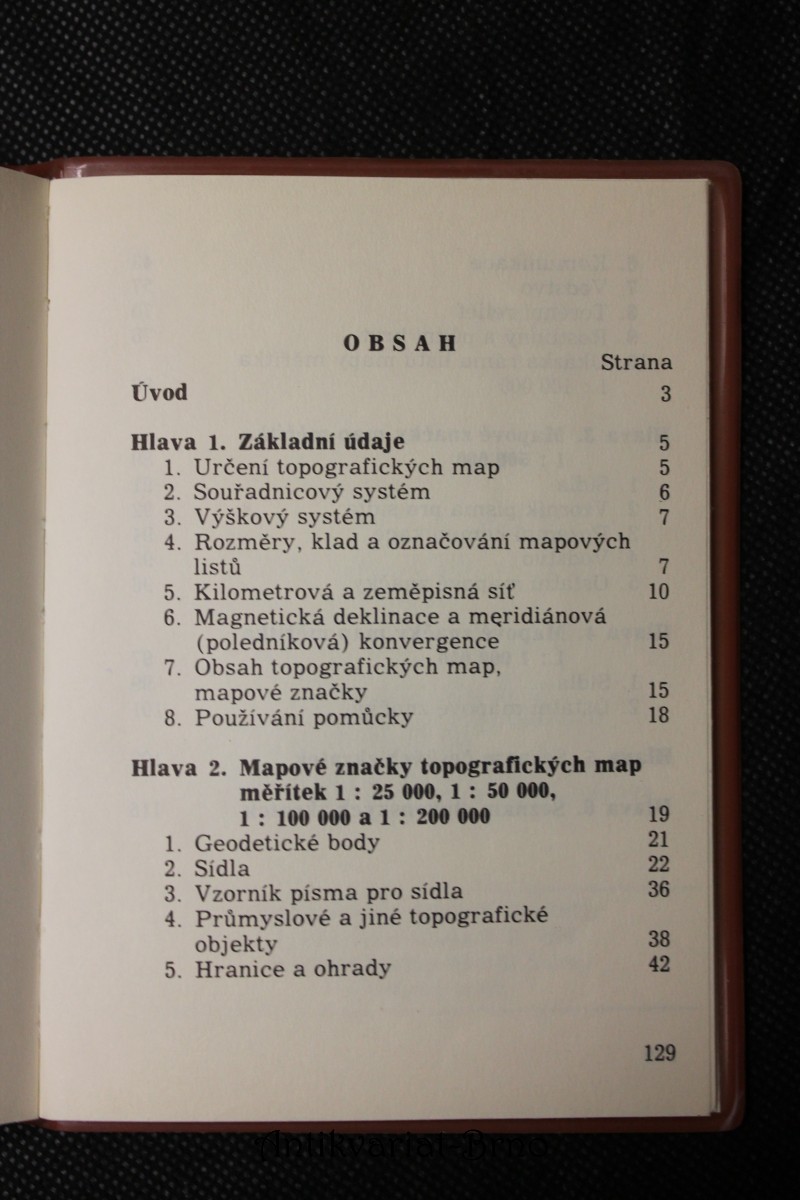 OBSAH
Strana
Úvod 3
Hlava 1. Základní údaje 5
1. Určení topografických map 5
2. Souřadnicový systém 6
3. Výškový systém 7
4. Rozměry, klad a označování mapových
listů 7
5. Kilometrová a zeměpisná síť 10
6. Magnetická deklinace a meridiánová
(poledníková) konvergence 15
7. Obsah topografických map,
mapové značky 15
8. Používání pomůcky 18
Hlava 2. Mapové značky topografických map
měřítek 1 : 25 000, 1 : 50 000,
1 : 100 000 a 1 : 200 000 19
1. Geodetické body 21
2. Sídla 22
3. Vzorník písma pro sídla 36
4. Průmyslové a jiné topografické
objekty 38
5. Hranice a ohrady 42
129
Antikvariat-Brno